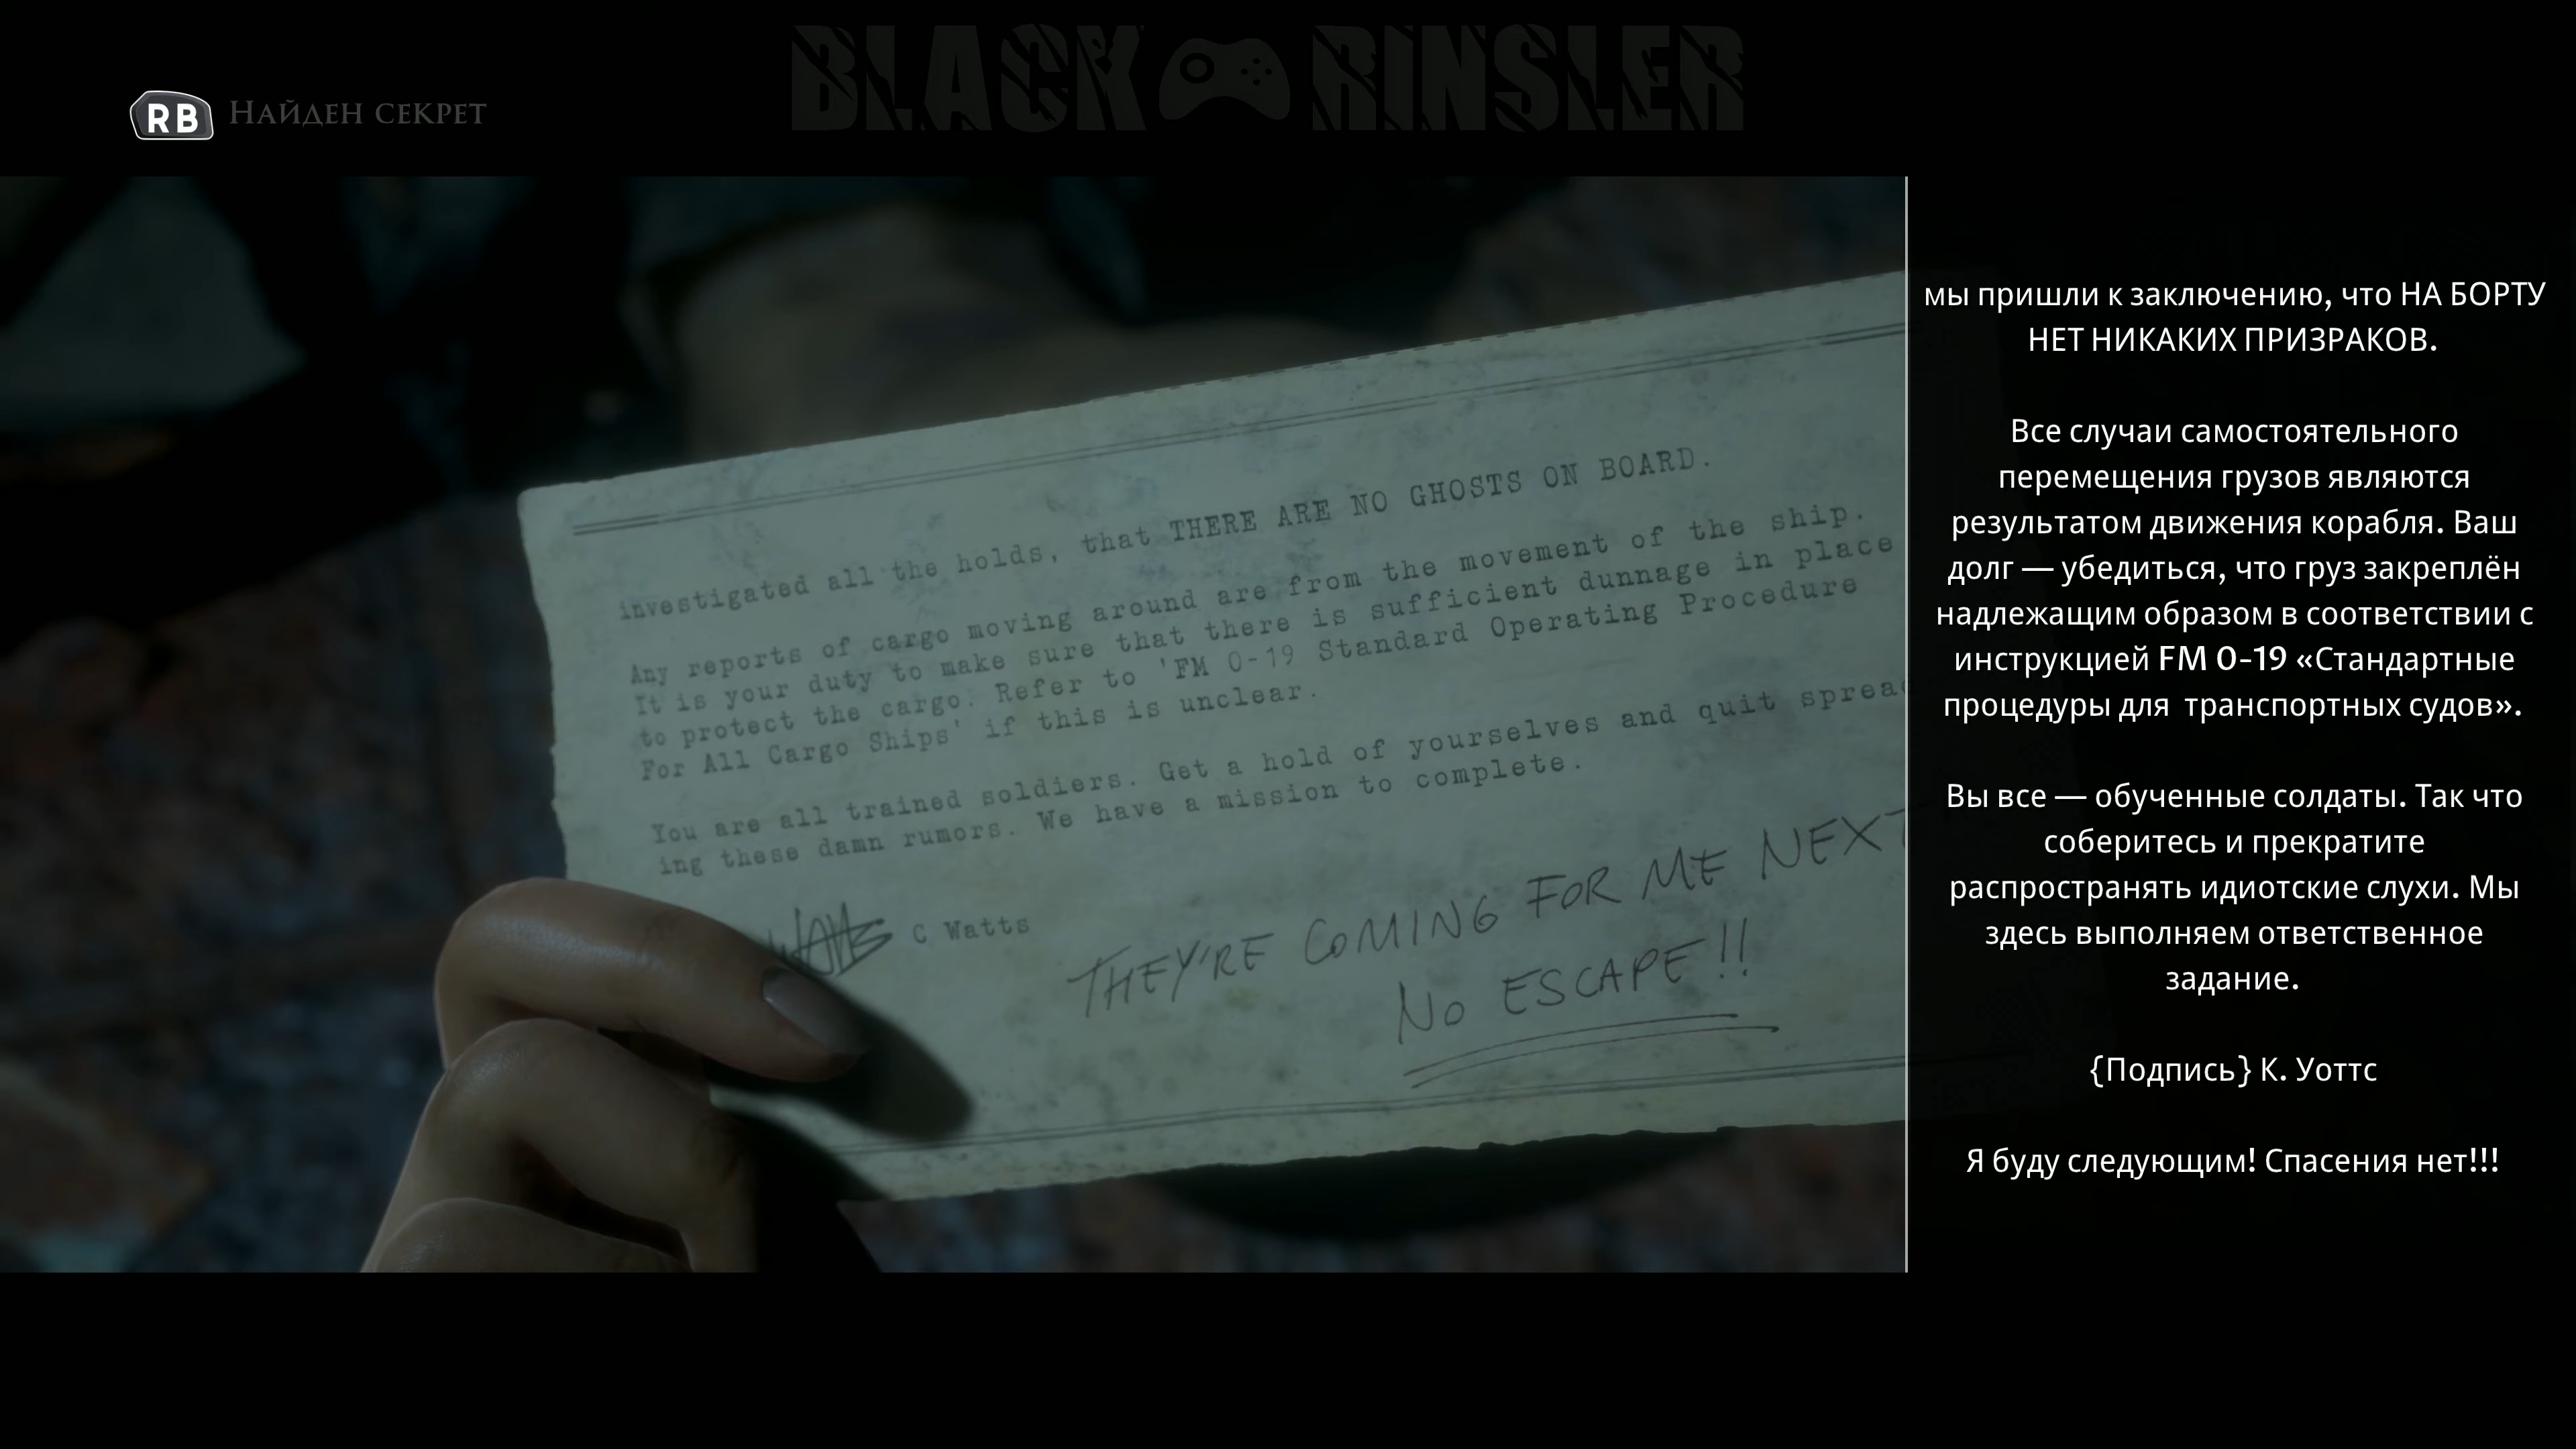 BLACK RINSLER
RB Найден секрет
investigated all the holds, that THERE ARE NO GHOSTS ON BOARD.
Any reports of cargo moving around are from the movement of the ship.
It is your duty to make sure that there is sufficient dunnage in place
to protect the cargo. Refer to 'FM 0-19 Standard Operating Procedure
For All Cargo Ships' if this is unclear.
You are all trained soldiers. Get a hold of yourselves and quit spread
ing these damn rumors. We have a mission to complete.
Watts C Watts
THEY'RE COMING FOR ME NEXT
NO ESCAPE!!
мы пришли к заключению, что НА БОРТУ
НЕТ НИКАКИХ ПРИЗРАКОВ.
Все случаи самостоятельного
перемещения грузов являются
результатом движения корабля. Ваш
долг — убедиться, что груз закреплён
надлежащим образом в соответствии с
инструкцией FM 0-19 «Стандартные
процедуры для транспортных судов».
Вы все — обученные солдаты. Так что
соберитесь и прекратите
распространять идиотские слухи. Мы
здесь выполняем ответственное
задание.
{Подпись} К. Уоттс
Я буду следующим! Спасения нет!!!